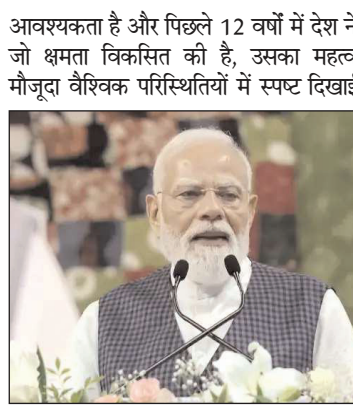 आवश्यकता है और पिछले 12 वर्षों में देश ने
जो क्षमता विकसित की है, उसका महत्व
मौजूदा वैश्विक परिस्थितियों में स्पष्ट दिखाई